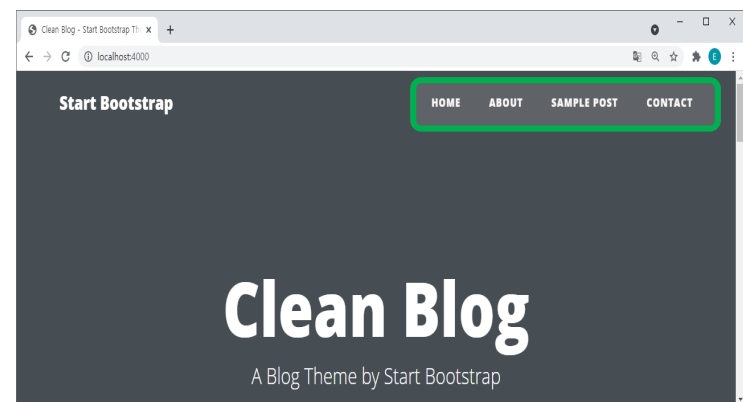 Clean Blog - Start Bootstrap Th
localhost:4000
E
Start Bootstrap
HOME ABOUT SAMPLE POST CONTACT
Clean Blog
A Blog Theme by Start Bootstrap